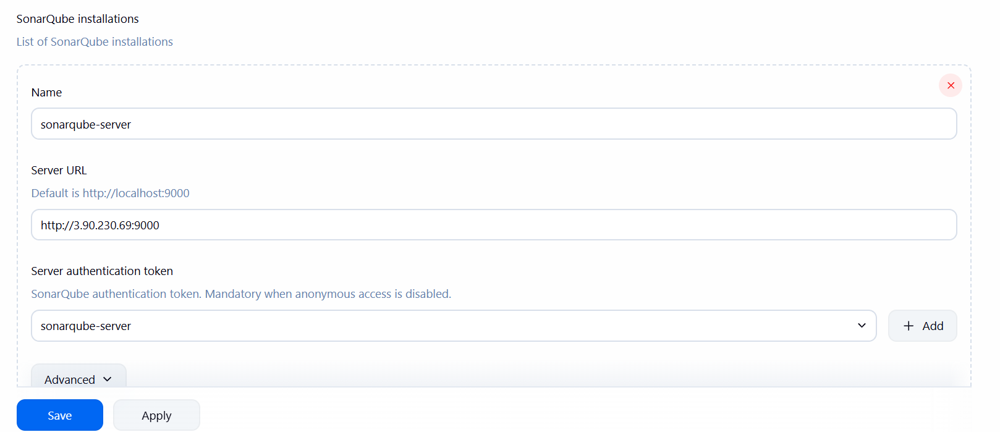 SonarQube installations
List of SonarQube installations
Name
sonarqube-server
Server URL
Default is http://localhost:9000
http://3.90.230.69:9000
Server authentication token
SonarQube authentication token. Mandatory when anonymous access is disabled.
sonarqube-server
Add
Advanced
Save
Apply